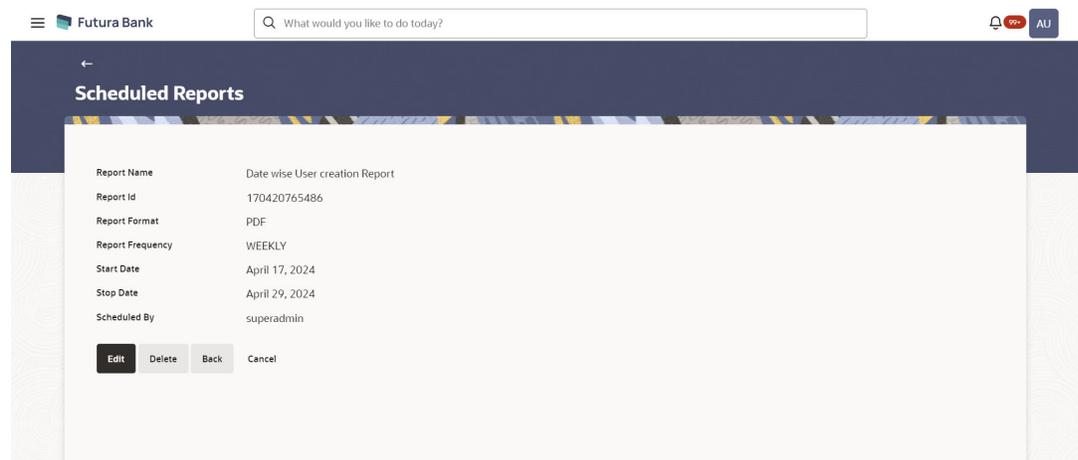 Futura Bank
What would you like to do today?
99+
AU
Scheduled Reports
Report Name Date wise User creation Report
Report Id 170420765486
Report Format PDF
Report Frequency WEEKLY
Start Date April 17, 2024
Stop Date April 29, 2024
Scheduled By superadmin
Edit Delete Back Cancel